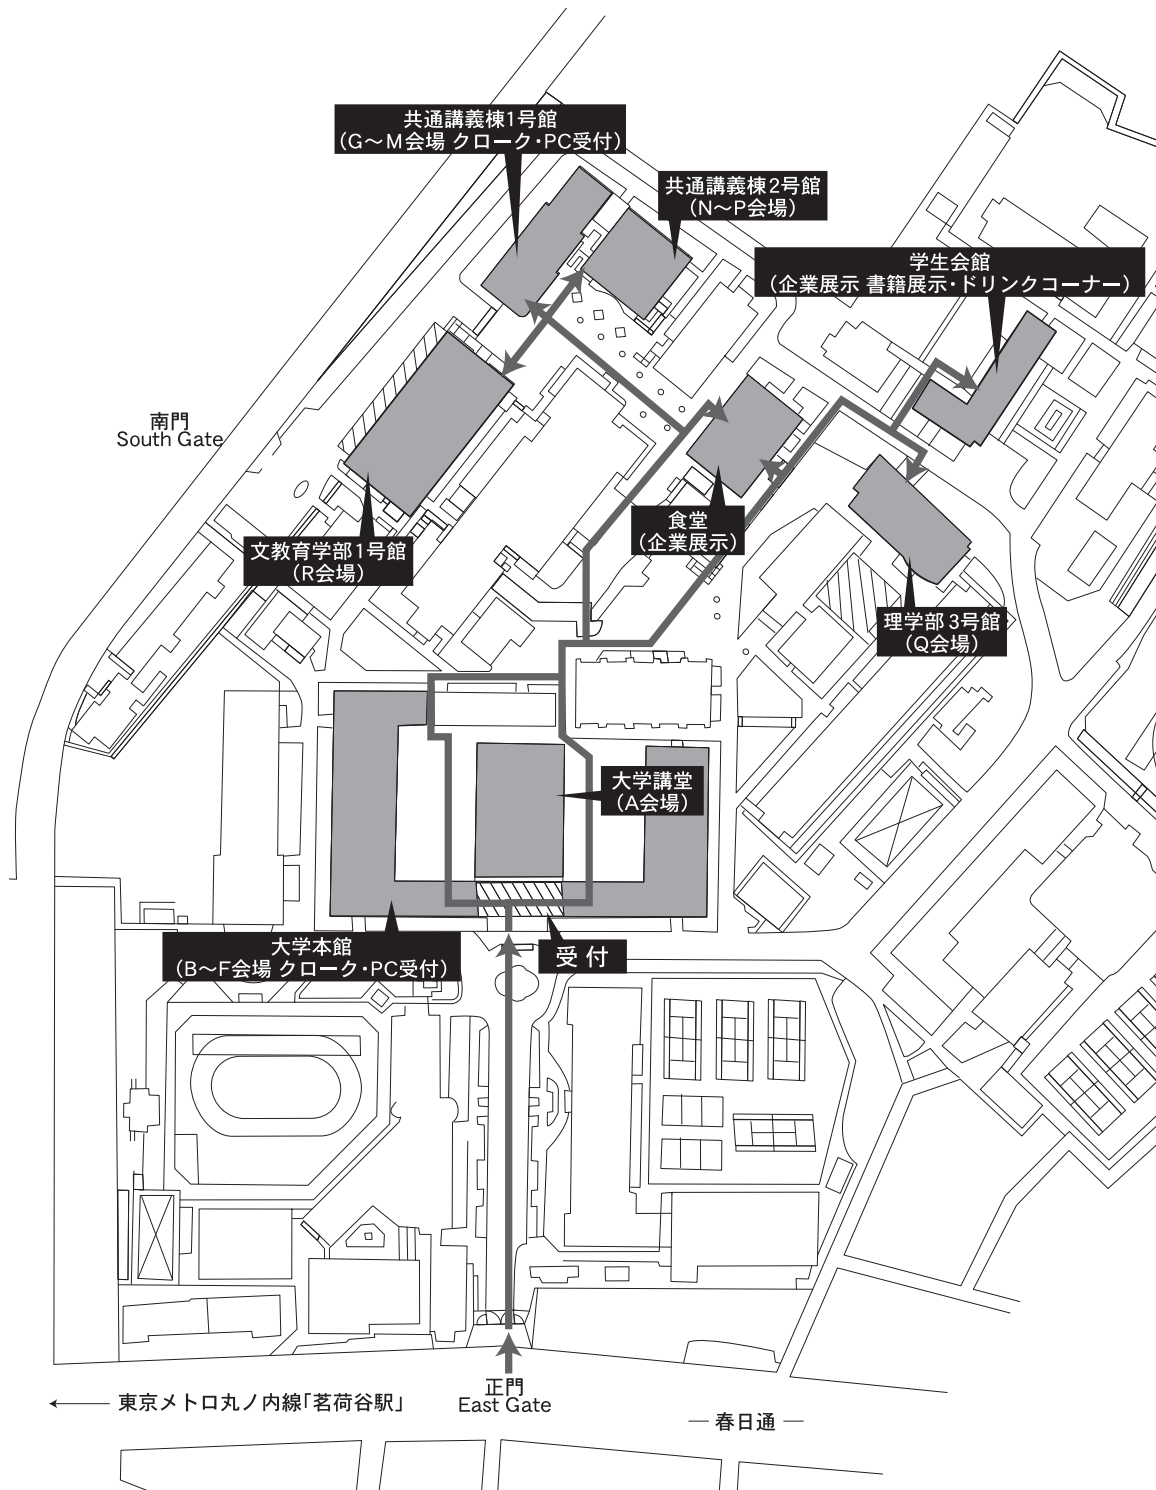 共通講義棟1号館
（G～M会場 クローク・PC受付）
共通講義棟2号館
（N～P会場）
学生会館
（企業展示 書籍展示・ドリンクコーナー）
南門
South Gate
食堂
（企業展示）
文教育学部1号館
（R会場）
理学部3号館
（Q会場）
大学講堂
（A会場）
大学本館
（B～F会場 クローク・PC受付）
受付
正門
East Gate
← 東京メトロ丸ノ内線「茗荷谷駅」
― 春日通 ―